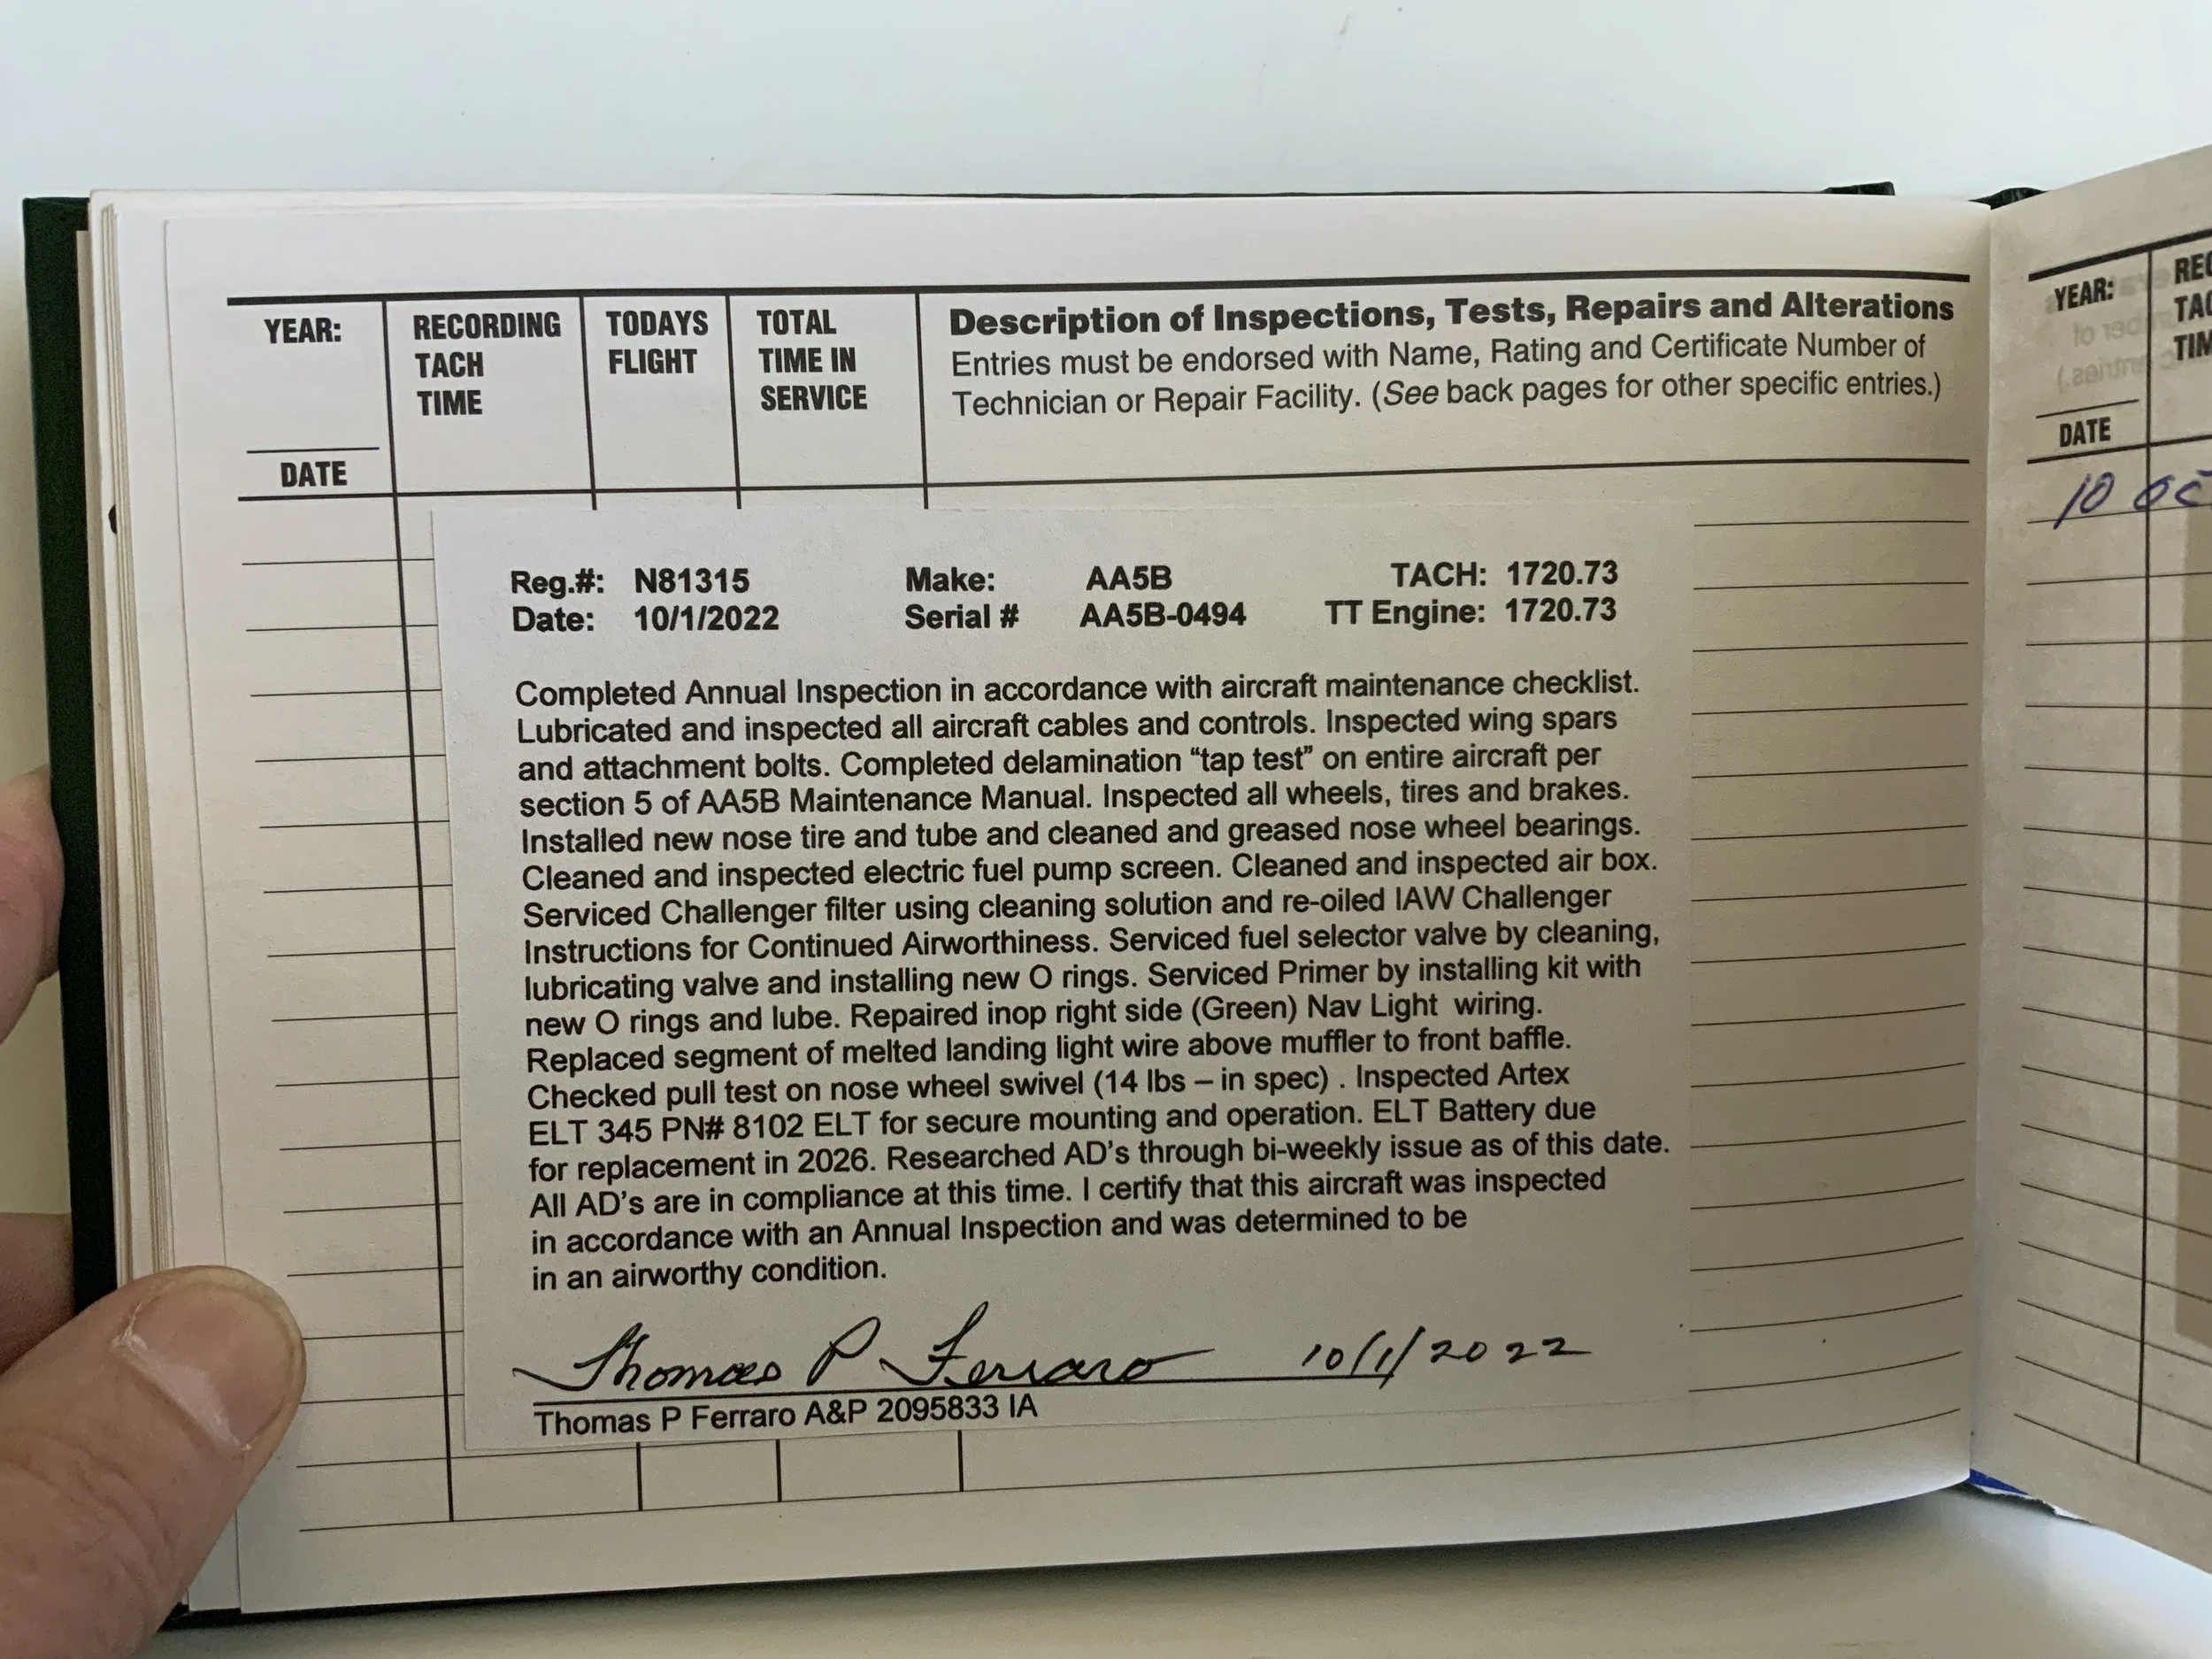 YEAR:
DATE
RECORDING
TACH
TIME
TODAYS
FLIGHT
TOTAL
TIME IN
SERVICE
Description of Inspections, Tests, Repairs and Alterations
Entries must be endorsed with Name, Rating and Certificate Number of
Technician or Repair Facility. (See back pages for other specific entries.)
Reg.#: N81315 Make: AA5B TACH: 1720.73
Date: 10/1/2022 Serial # AA5B-0494 TT Engine: 1720.73
Completed Annual Inspection in accordance with aircraft maintenance checklist.
Lubricated and inspected all aircraft cables and controls. Inspected wing spars
and attachment bolts. Completed delamination “tap test” on entire aircraft per
section 5 of AA5B Maintenance Manual. Inspected all wheels, tires and brakes.
Installed new nose tire and tube and cleaned and greased nose wheel bearings.
Cleaned and inspected electric fuel pump screen. Cleaned and inspected air box.
Serviced Challenger filter using cleaning solution and re-oiled IAW Challenger
Instructions for Continued Airworthiness. Serviced fuel selector valve by cleaning,
lubricating valve and installing new O rings. Serviced Primer by installing kit with
new O rings and lube. Repaired inop right side (Green) Nav Light wiring.
Replaced segment of melted landing light wire above muffler to front baffle.
Checked pull test on nose wheel swivel (14 lbs – in spec) . Inspected Artex
ELT 345 PN# 8102 ELT for secure mounting and operation. ELT Battery due
for replacement in 2026. Researched AD’s through bi-weekly issue as of this date.
All AD’s are in compliance at this time. I certify that this aircraft was inspected
in accordance with an Annual Inspection and was determined to be
in an airworthy condition.
Thomas P Ferraro 10/1/2022
Thomas P Ferraro A&P 2095833 IA
YEAR:
DATE
REC
TAC
TIM
10 OC